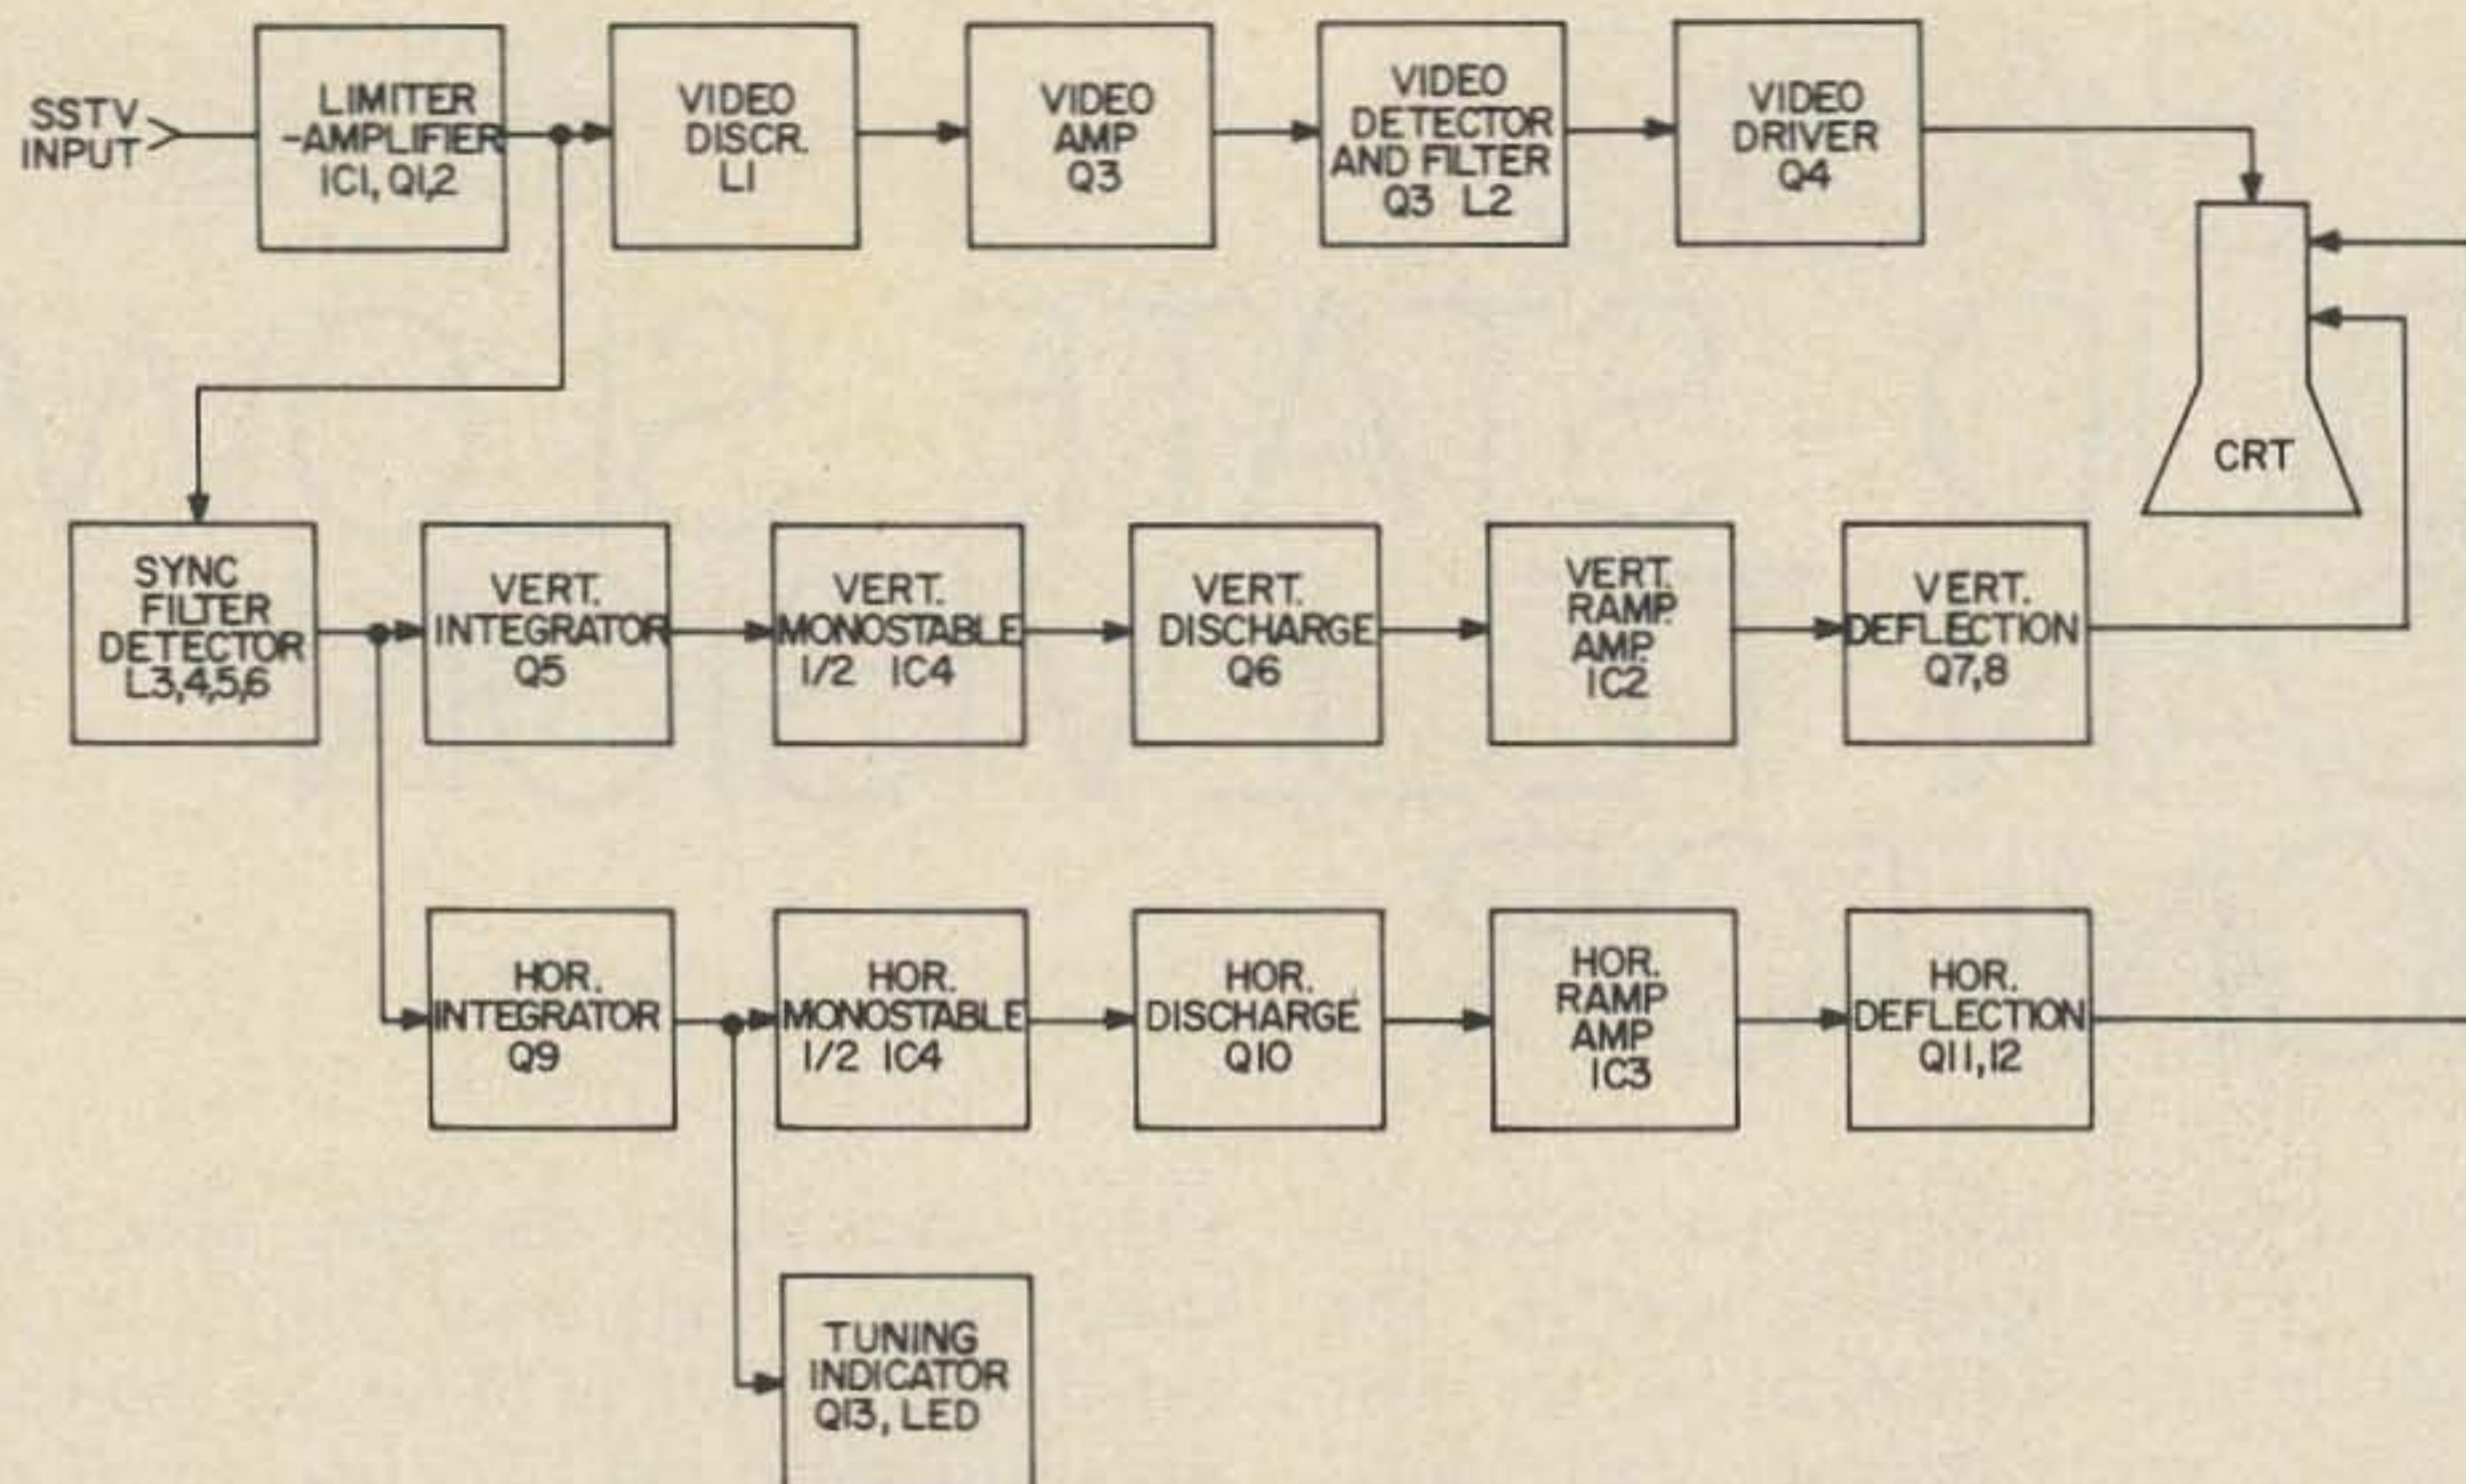 SSTV
INPUT
LIMITER
-AMPLIFIER
IC1, Q1,2
VIDEO
DISCR.
L1
VIDEO
AMP
Q3
VIDEO
DETECTOR
AND FILTER
Q3 L2
VIDEO
DRIVER
Q4
CRT
SYNC
FILTER
DETECTOR
L3,4,5,6
VERT.
INTEGRATOR
Q5
VERT.
MONOSTABLE
1/2 IC4
VERT.
DISCHARGE
Q6
VERT.
RAMP.
AMP.
IC2
VERT.
DEFLECTION
Q7,8
HOR.
INTEGRATOR
Q9
HOR.
MONOSTABLE
1/2 IC4
HOR.
DISCHARGE
Q10
HOR.
RAMP
AMP
IC3
HOR.
DEFLECTION
Q11,12
TUNING
INDICATOR
Q13, LED